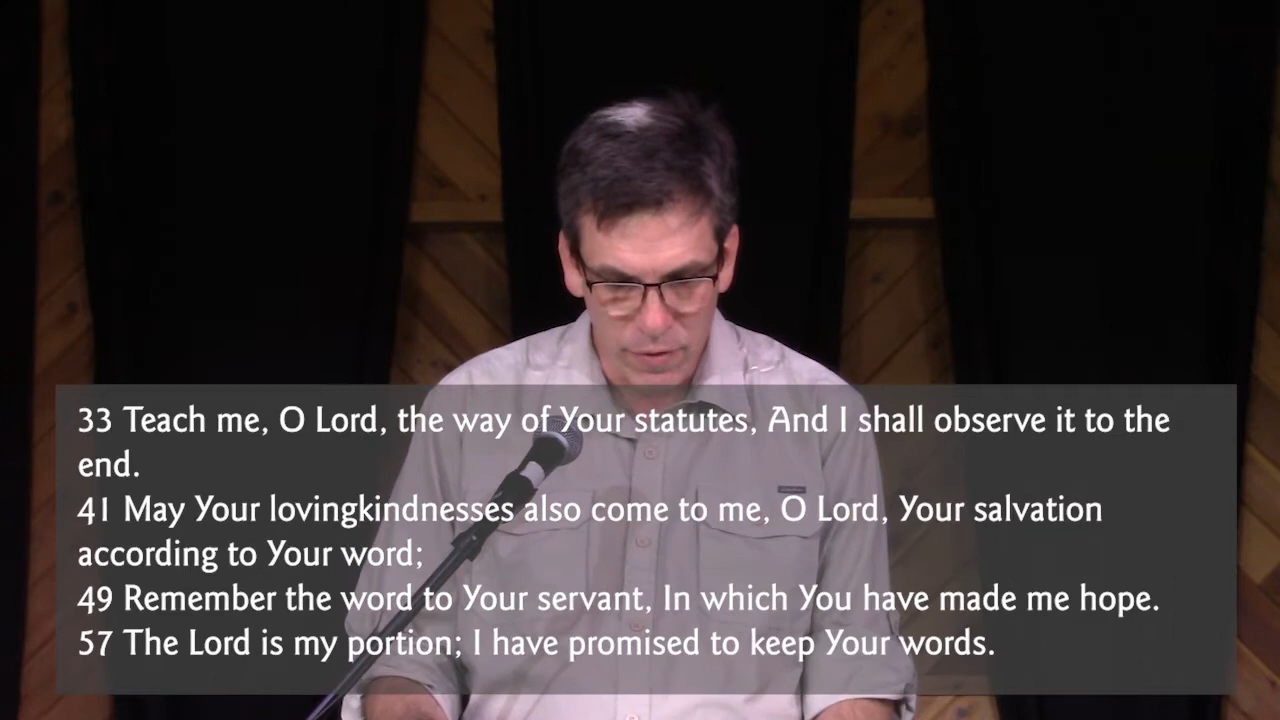 33 Teach me, O Lord, the way of Your statutes, And I shall observe it to the
end.
41 May Your lovingkindnesses also come to me, O Lord, Your salvation
according to Your word;
49 Remember the word to Your servant, In which You have made me hope.
57 The Lord is my portion; I have promised to keep Your words.